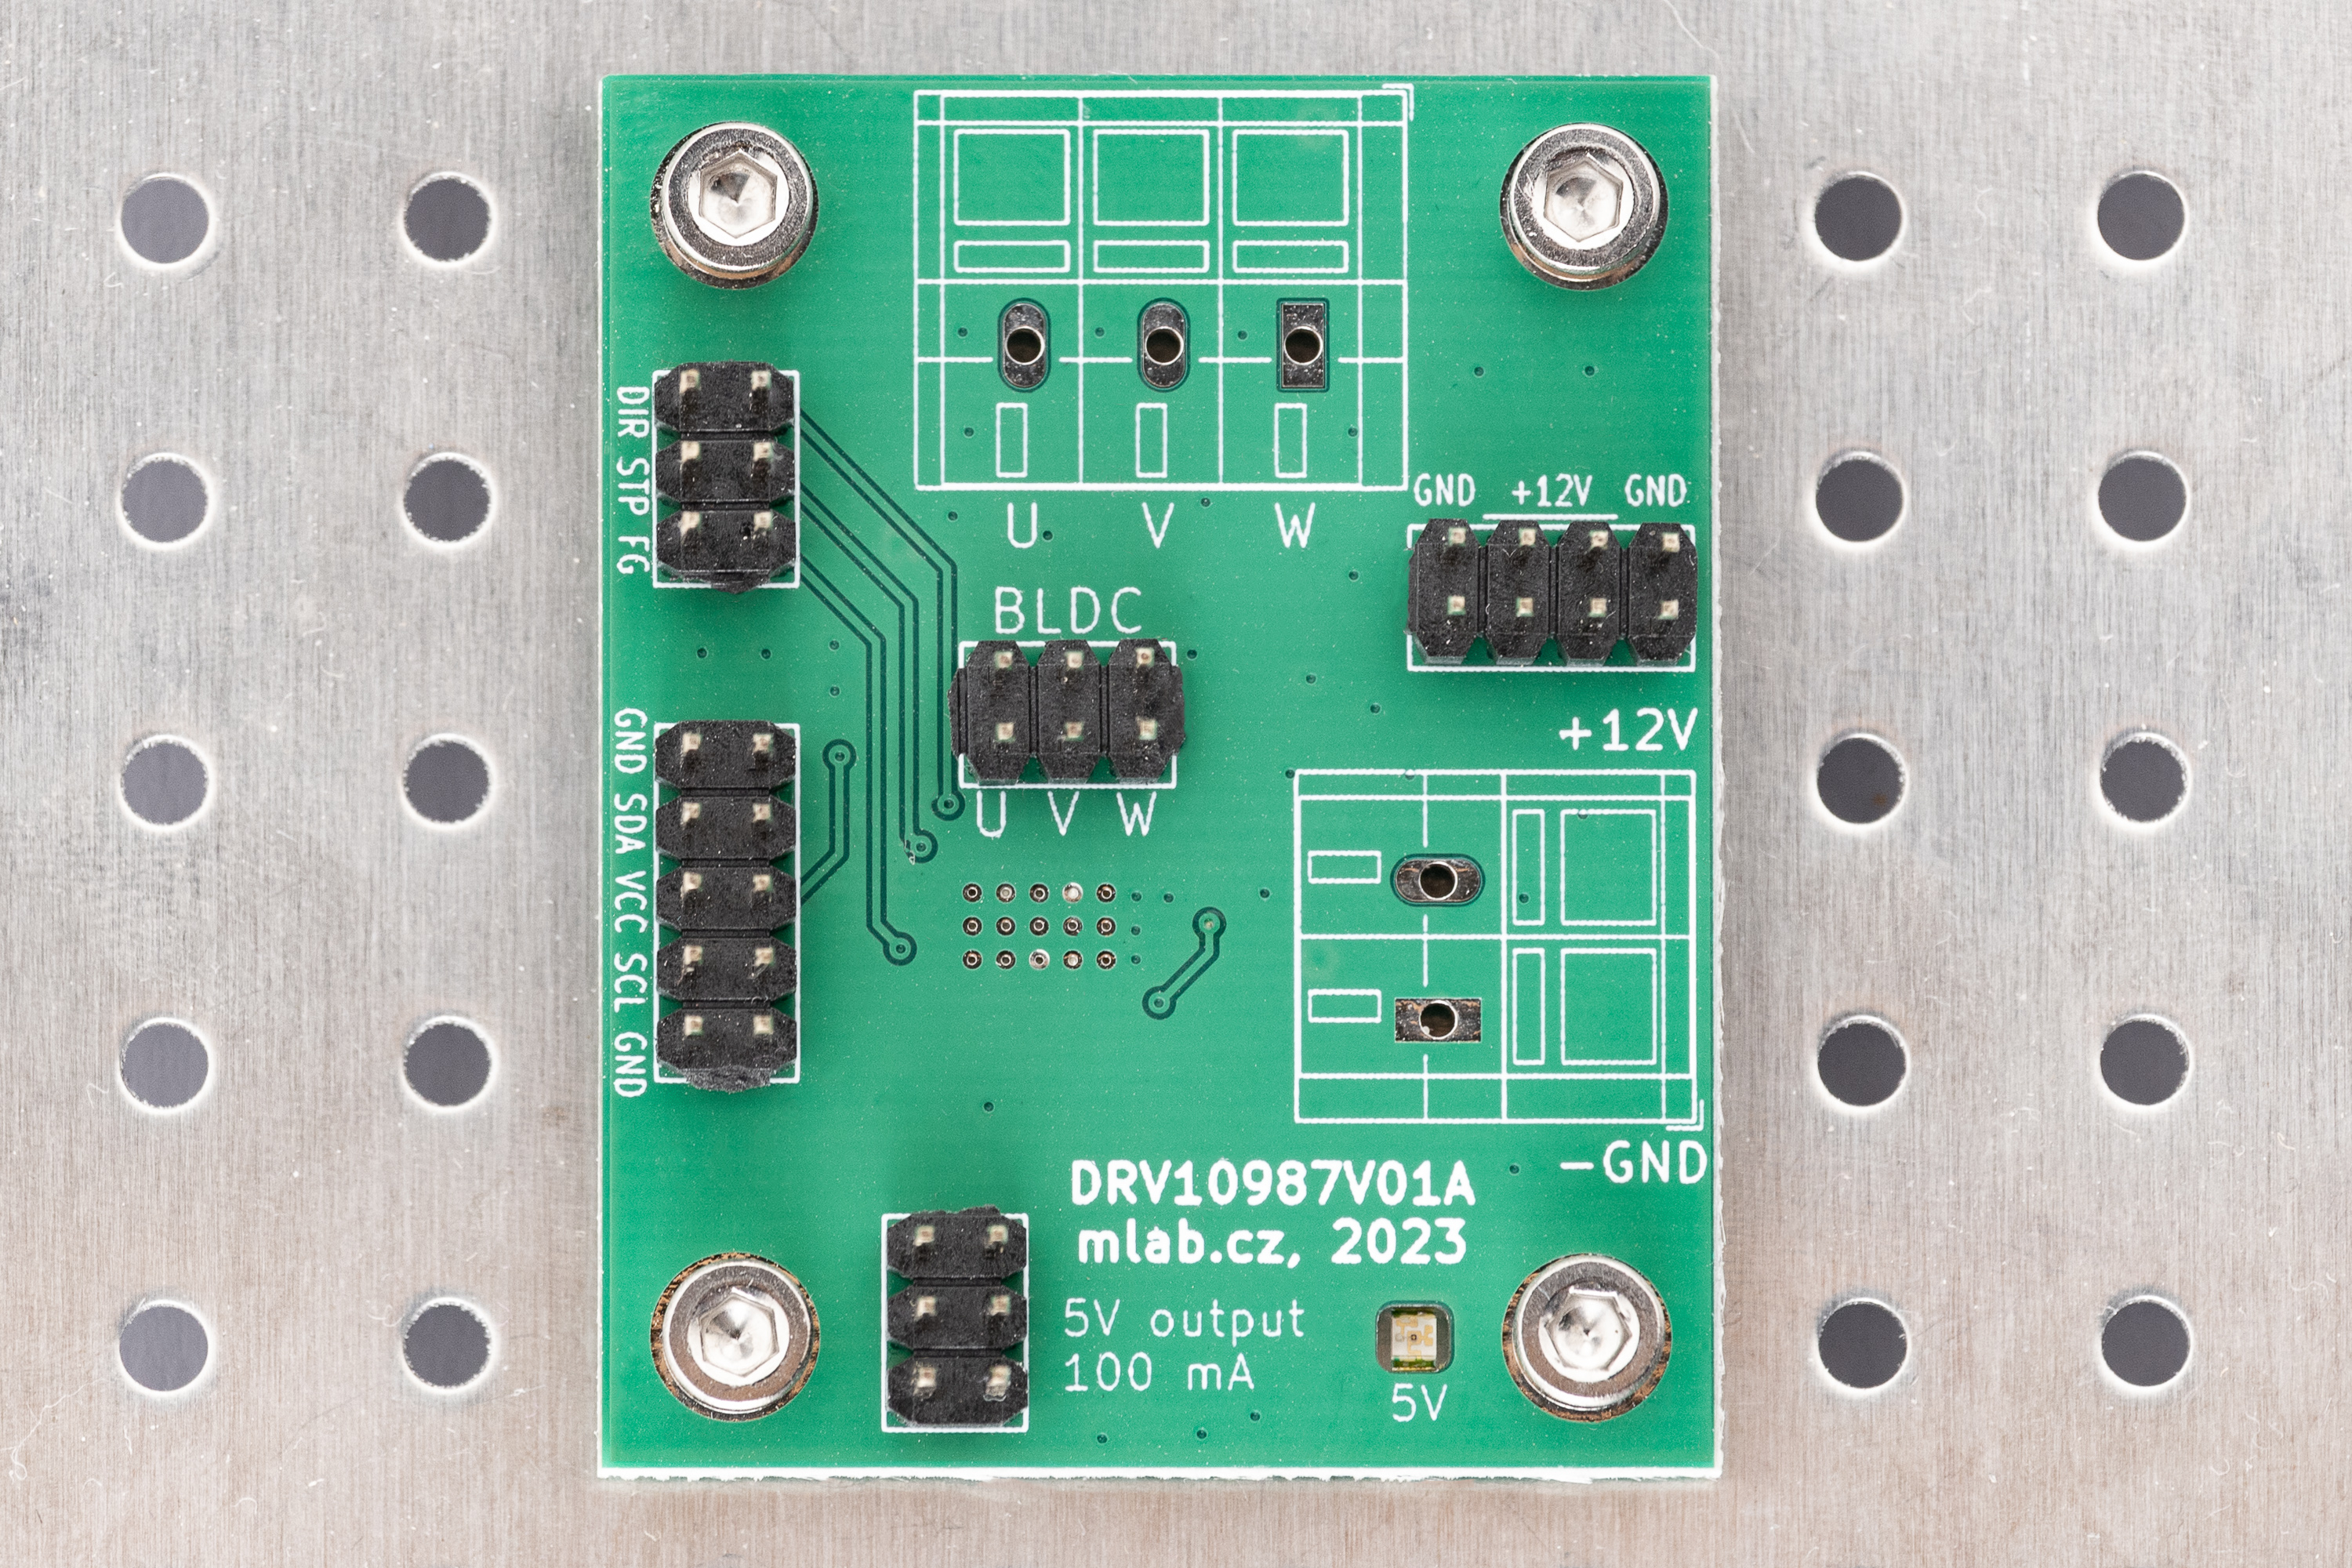 U V W
DIR STP FG
GND +12V GND
BLDC
U V W
GND SDA VCC SCL GND
+12V
-GND
DRV10987V01A
mlab.cz, 2023
5V output
100 mA
5V